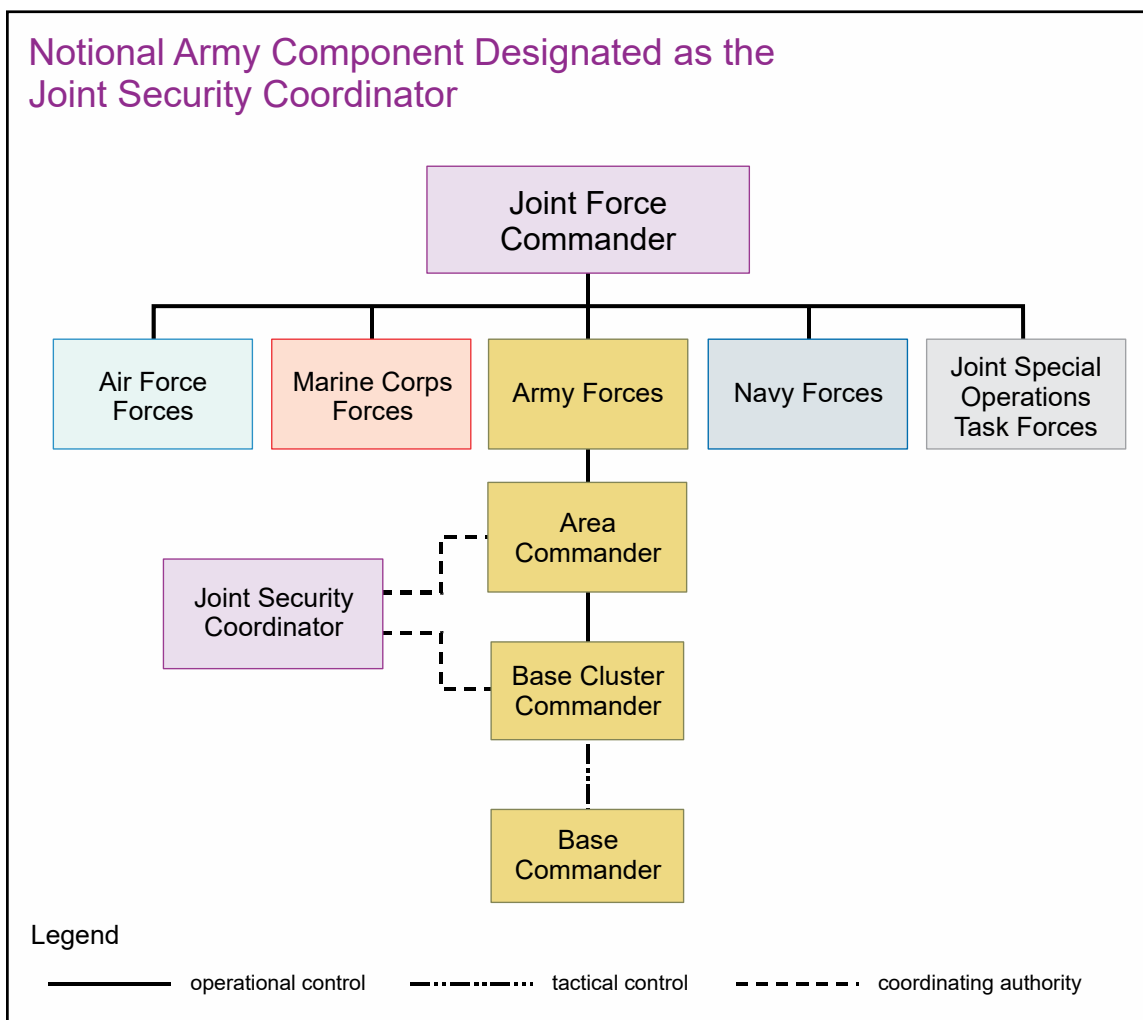 Notional Army Component Designated as the
Joint Security Coordinator
Joint Force
Commander
Air Force
Forces
Marine Corps
Forces
Army Forces
Navy Forces
Joint Special
Operations
Task Forces
Area
Commander
Joint Security
Coordinator
Base Cluster
Commander
Base
Commander
Legend
operational control
tactical control
coordinating authority